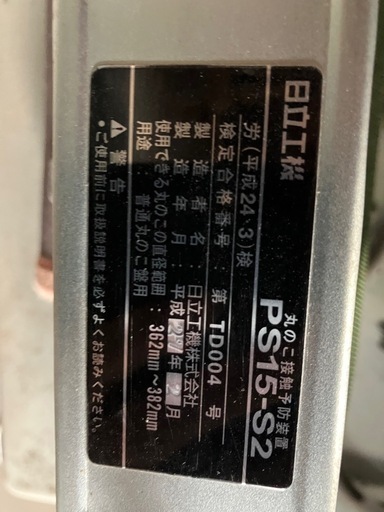 日立工機
丸のこ接触予防装置
PS15-S2
労(平成24・3)検
検定合格番号：第 TD004 号
製造者名：日立工機株式会社
製造年月：平成 年 2月
使用できる丸のこの直径範囲：362mm～382mm
用途：普通丸のこ盤用
⚠ 警告
●ご使用前に取扱説明書を必ずよくお読みください。